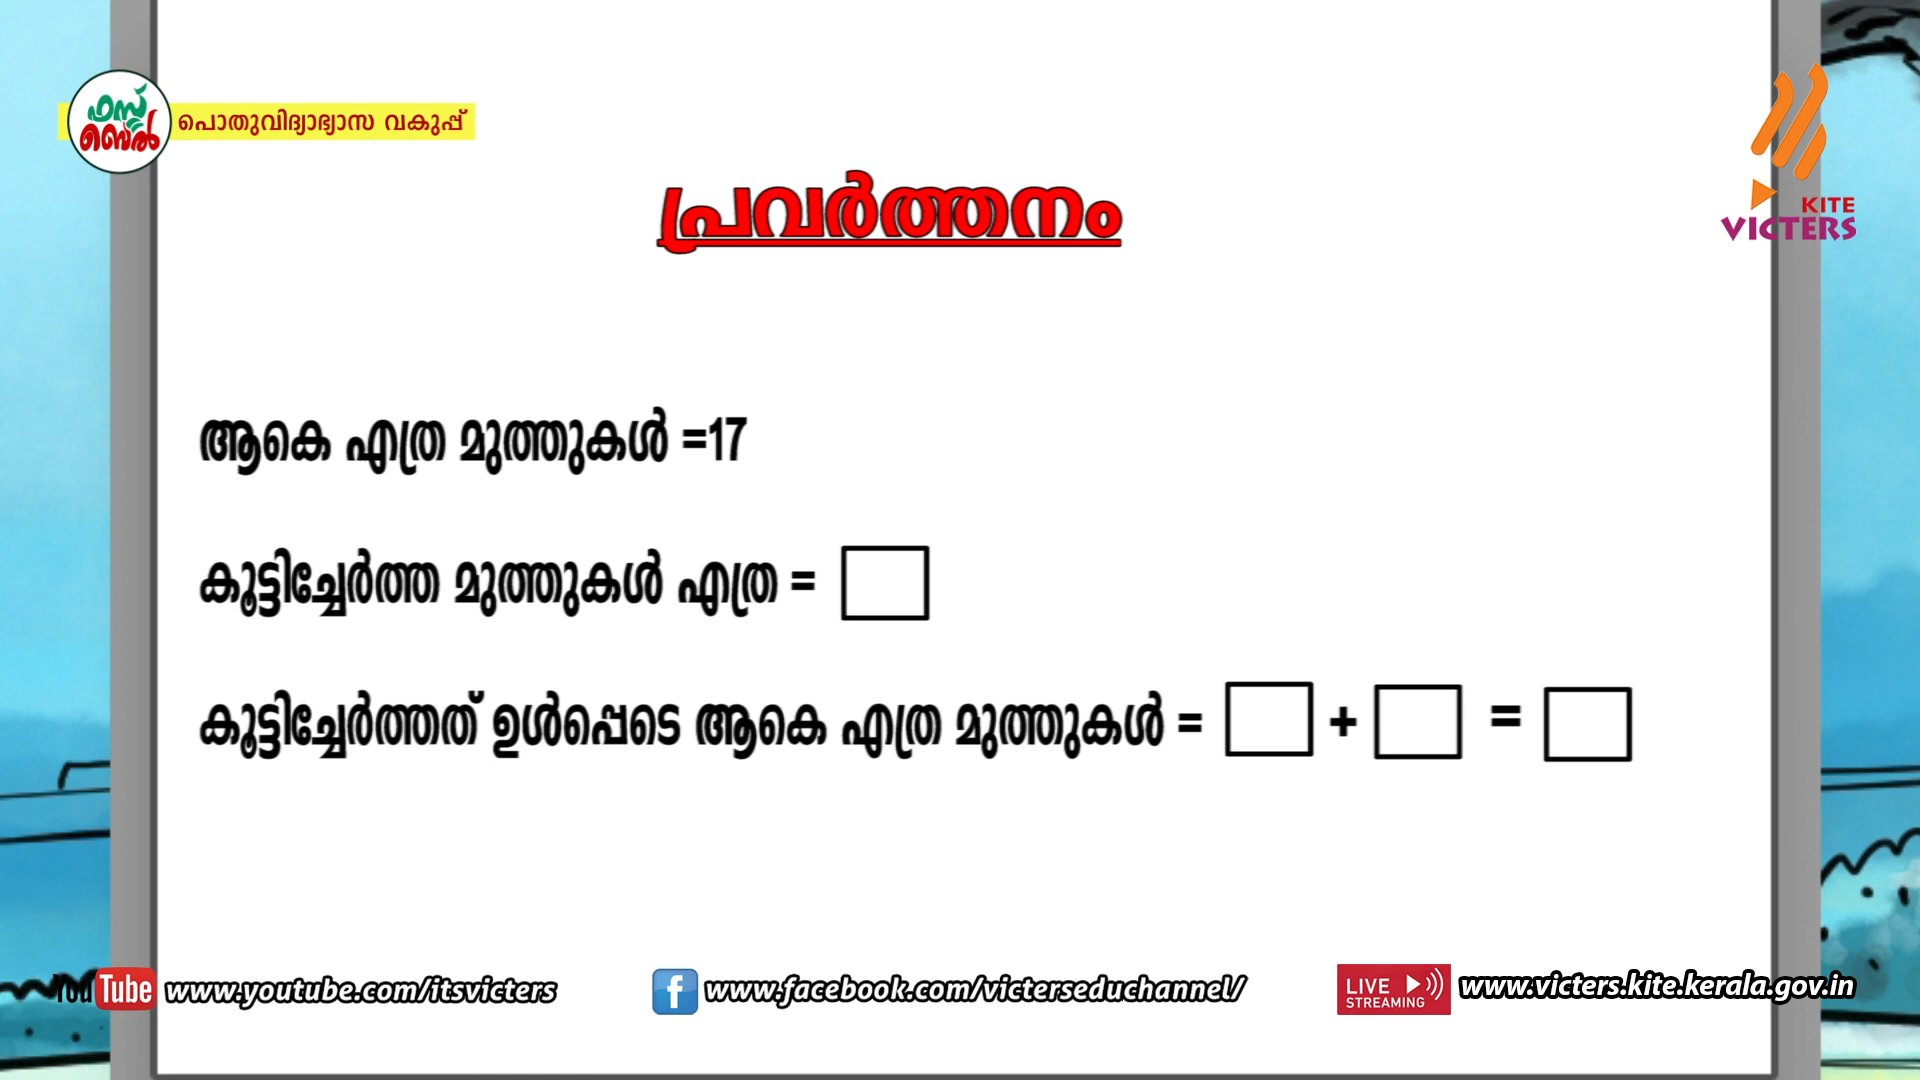 ഫസ്റ്റ്
ബെൽ
പൊതുവിദ്യാഭ്യാസ വകുപ്പ്
KITE
VICTERS
പ്രവർത്തനം
ആകെ എത്ര മുത്തുകൾ =17
കൂട്ടിച്ചേർത്ത മുത്തുകൾ എത്ര =
കൂട്ടിച്ചേർത്തത് ഉൾപ്പെടെ ആകെ എത്ര മുത്തുകൾ = + =
YouTube www.youtube.com/itsvicters
f www.facebook.com/victerseduchannel/
LIVE STREAMING www.victers.kite.kerala.gov.in